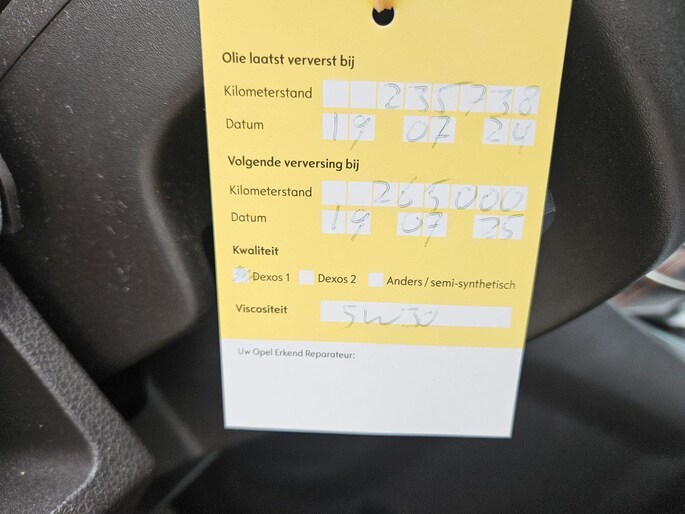 Olie laatst ververst bij
Kilometerstand 235738
Datum 19 07 24
Volgende verversing bij
Kilometerstand 265000
Datum 19 07 25
Kwaliteit
Dexos 1 Dexos 2 Anders / semi-synthetisch
Viscositeit 5W30
Uw Opel Erkend Reparateur: